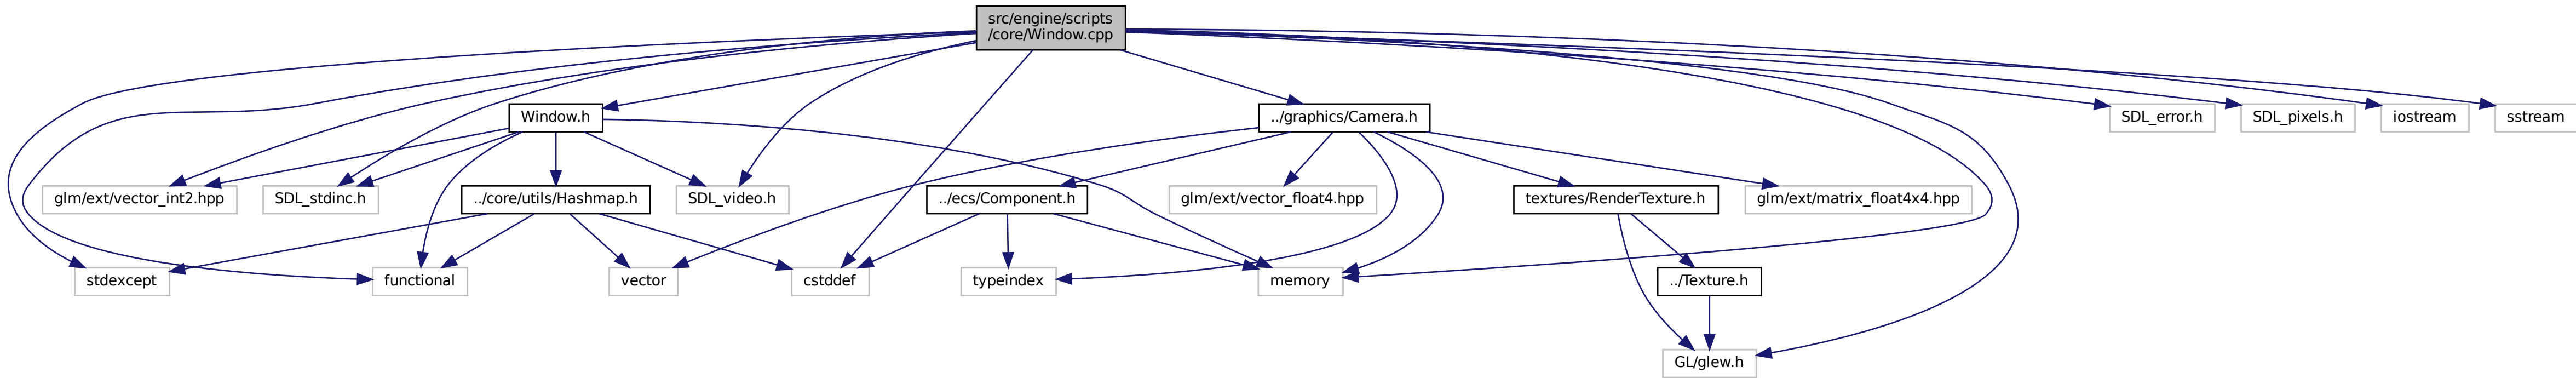 src/engine/scripts
/core/Window.cpp
Window.h
../graphics/Camera.h
SDL_error.h
SDL_pixels.h
iostream
sstream
glm/ext/vector_int2.hpp
SDL_stdinc.h
../core/utils/Hashmap.h
SDL_video.h
../ecs/Component.h
glm/ext/vector_float4.hpp
textures/RenderTexture.h
glm/ext/matrix_float4x4.hpp
stdexcept
functional
vector
cstddef
typeindex
memory
../Texture.h
GL/glew.h